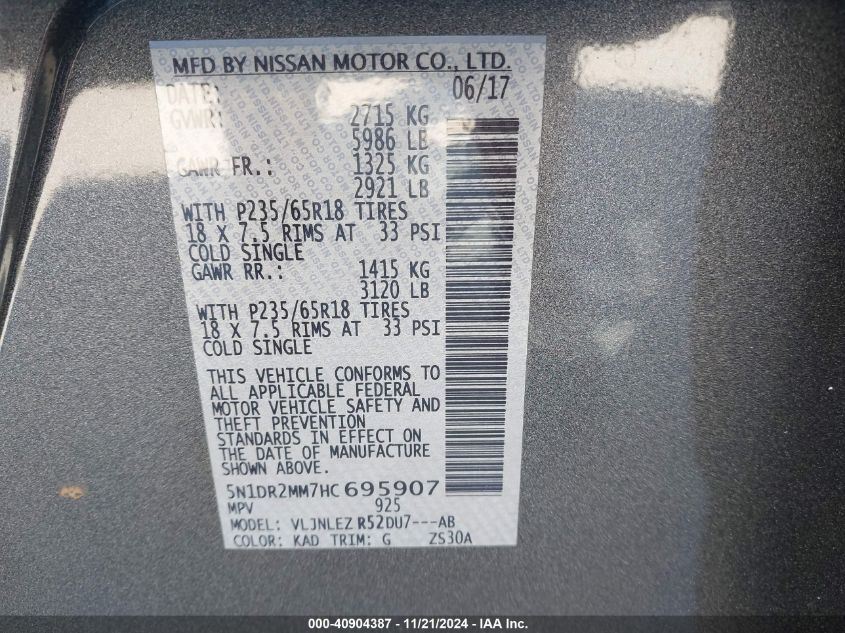 MFD BY NISSAN MOTOR CO., LTD.
DATE: 06/17
GVWR: 2715 KG
5986 LB
GAWR FR.: 1325 KG
2921 LB
WITH P235/65R18 TIRES
18 X 7.5 RIMS AT 33 PSI
COLD SINGLE
GAWR RR.: 1415 KG
3120 LB
WITH P235/65R18 TIRES
18 X 7.5 RIMS AT 33 PSI
COLD SINGLE
THIS VEHICLE CONFORMS TO
ALL APPLICABLE FEDERAL
MOTOR VEHICLE SAFETY AND
THEFT PREVENTION
STANDARDS IN EFFECT ON
THE DATE OF MANUFACTURE
SHOWN ABOVE.
5N1DR2MM7HC 695907
MPV 925
MODEL: VLJNLEZ R52DU7---AB
COLOR: KAD TRIM: G ZS30A
000-40904387 - 11/21/2024 - IAA Inc.